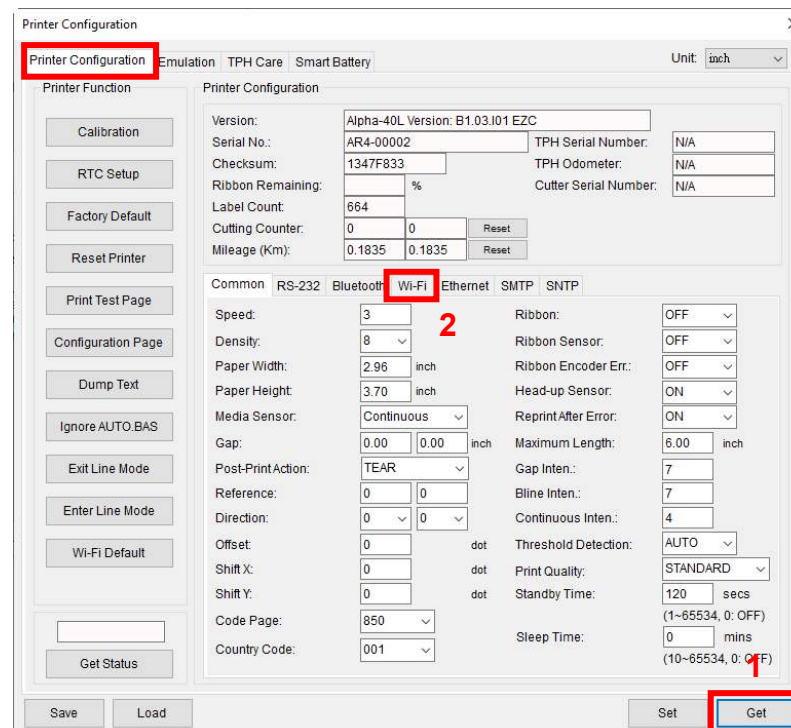 Printer Configuration
Printer Configuration Emulation TPH Care Smart Battery Unit: inch
Printer Function Printer Configuration
Calibration
RTC Setup
Factory Default
Reset Printer
Print Test Page
Configuration Page
Dump Text
Ignore AUTO.BAS
Exit Line Mode
Enter Line Mode
Wi-Fi Default
Get Status
Version: Alpha-40L Version: B1.03.I01 EZC
Serial No.: AR4-00002 TPH Serial Number: N/A
Checksum: 1347F833 TPH Odometer: N/A
Ribbon Remaining: % Cutter Serial Number: N/A
Label Count: 664
Cutting Counter: 0 0 Reset
Mileage (Km): 0.1835 0.1835 Reset
Common RS-232 Bluetooth Wi-Fi Ethernet SMTP SNTP
2
Speed: 3 Ribbon: OFF
Density: 8 Ribbon Sensor: OFF
Paper Width: 2.96 inch Ribbon Encoder Err.: OFF
Paper Height: 3.70 inch Head-up Sensor: ON
Media Sensor: Continuous Reprint After Error: ON
Gap: 0.00 0.00 inch Maximum Length: 6.00 inch
Post-Print Action: TEAR Gap Inten.: 7
Reference: 0 0 Bline Inten.: 7
Direction: 0 0 Continuous Inten.: 4
Offset: 0 dot Threshold Detection: AUTO
Shift X: 0 dot Print Quality: STANDARD
Shift Y: 0 dot Standby Time: 120 secs
(1~65534, 0: OFF)
Code Page: 850
Sleep Time: 0 mins
Country Code: 001
(10~65534, 0: OFF)
1
Save Load Set Get